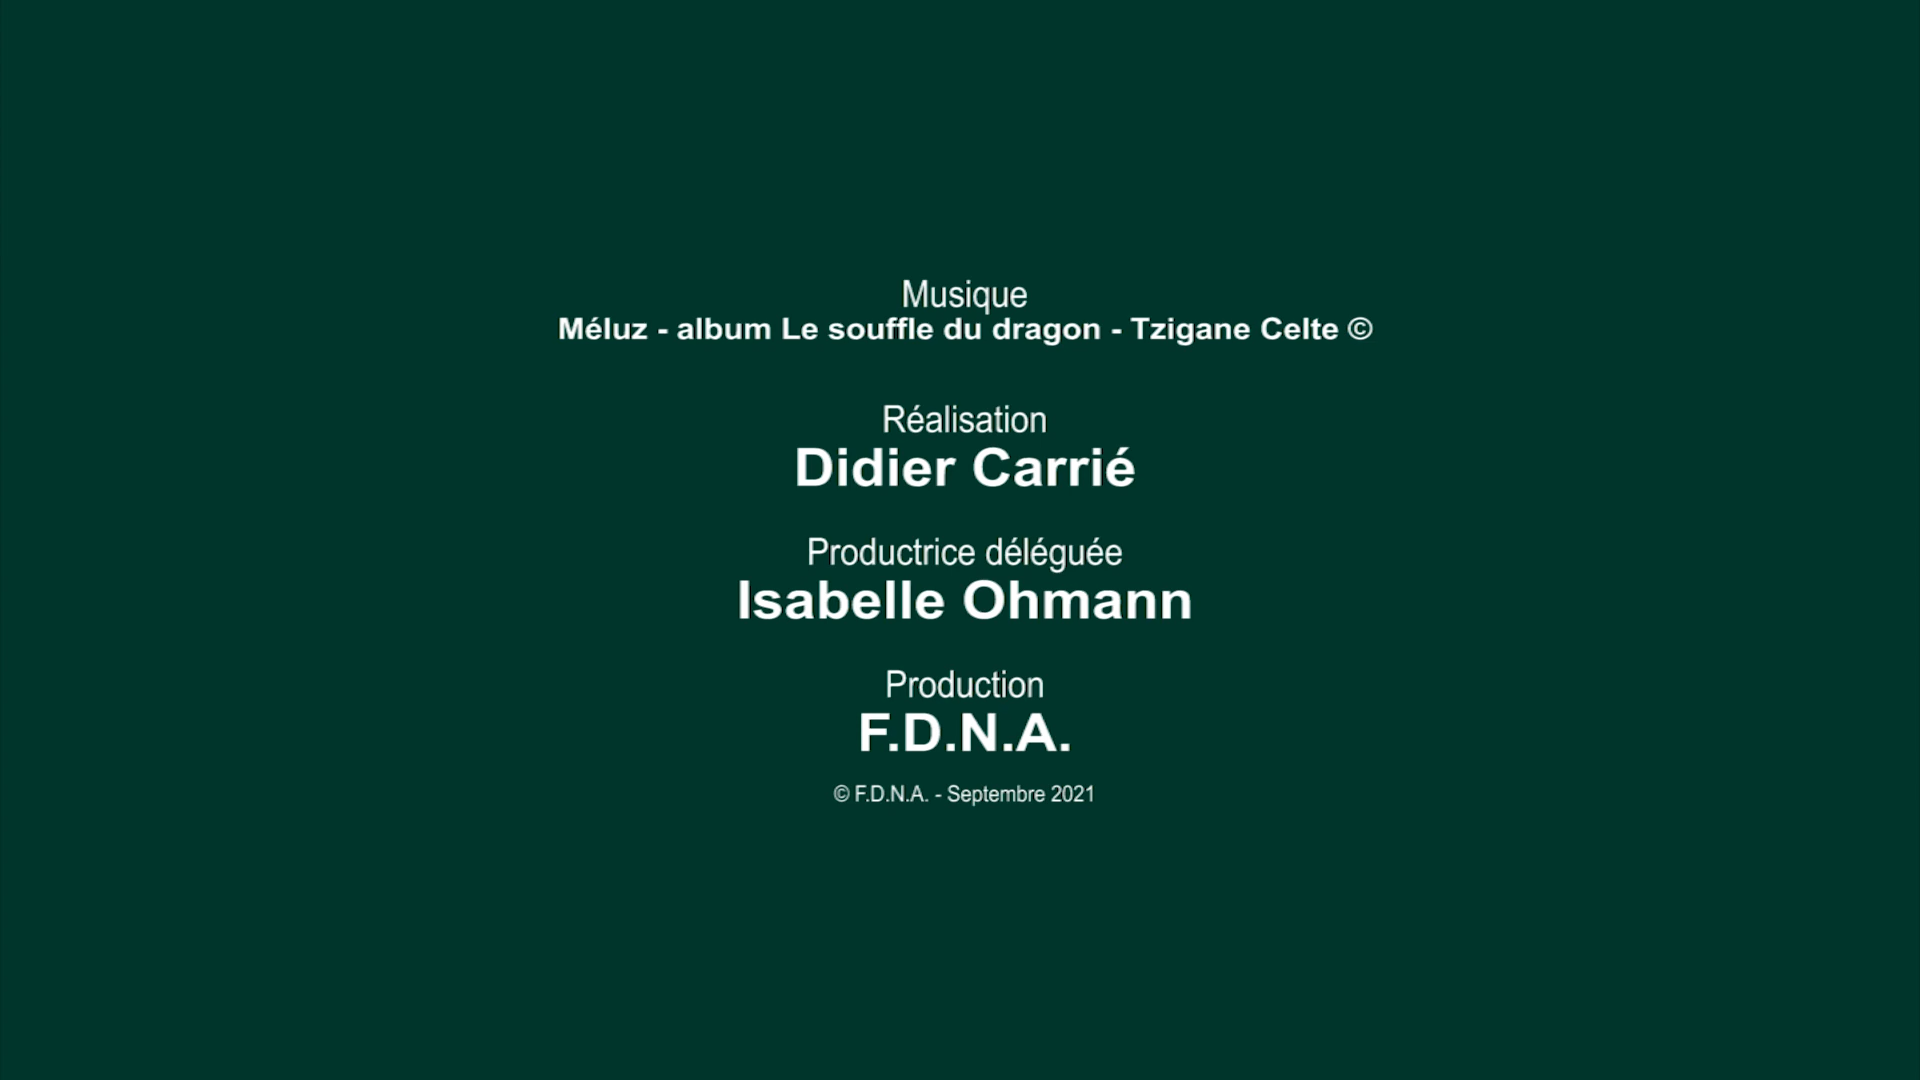 Musique
Méluz - album Le souffle du dragon - Tzigane Celte ©
Réalisation
Didier Carrié
Productrice déléguée
Isabelle Ohmann
Production
F.D.N.A.
© F.D.N.A. - Septembre 2021